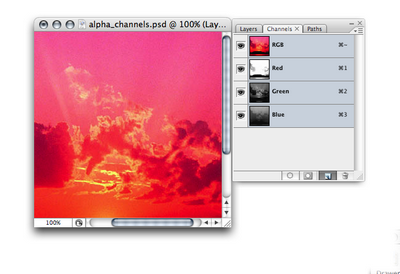 alpha_channels.psd @ 100% (Lay...
Layers Channels × Paths
RGB ⌘~
Red ⌘1
Green ⌘2
Blue ⌘3
100%